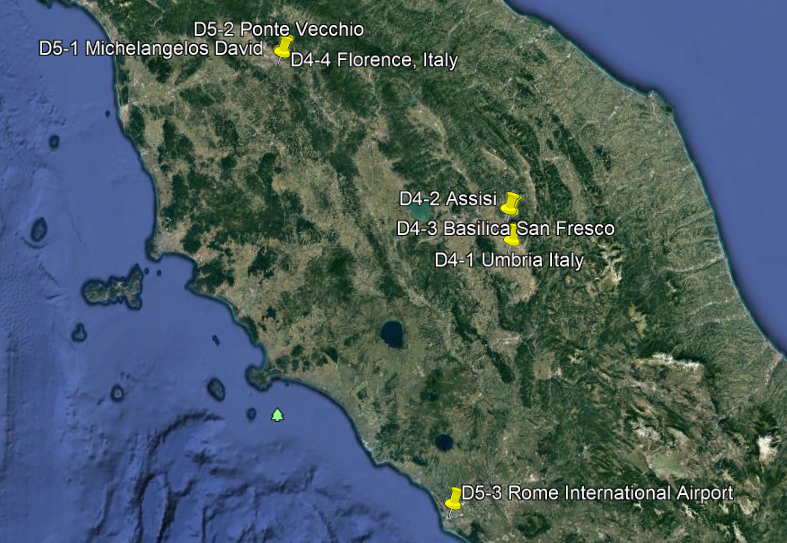 D5-2 Ponte Vecchio
D5-1 Michelangelos David
D4-4 Florence, Italy
D4-2 Assisi
D4-3 Basilica San Fresco
D4-1 Umbria Italy
D5-3 Rome International Airport